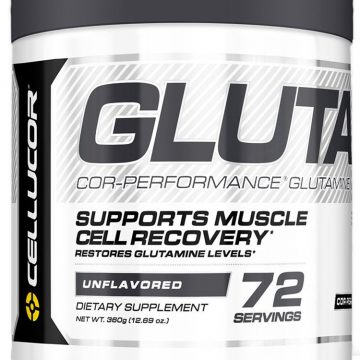 CELLUCOR®
GLUTA
COR-PERFORMANCE® GLUTAMINE
SUPPORTS MUSCLE
CELL RECOVERY*
RESTORES GLUTAMINE LEVELS*
UNFLAVORED
DIETARY SUPPLEMENT
NET WT. 360g (12.69 oz.)
72
SERVINGS